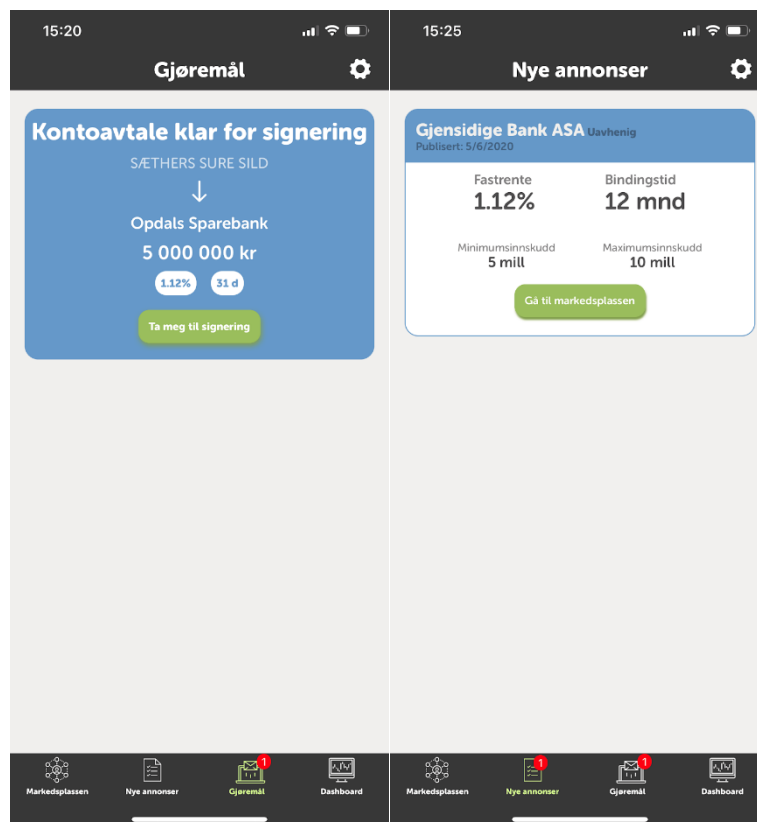 15:20
Gjøremål
Kontoavtale klar for signering
SÆTHERS SURE SILD
Opdals Sparebank
5 000 000 kr
1.12% 31 d
Ta meg til signering
1
Markedsplassen Nye annonser Gjøremål Dashboard
15:25
Nye annonser
Gjensidige Bank ASA Uavhenig
Publisert: 5/6/2020
Fastrente Bindingstid
1.12% 12 mnd
Minimumsinnskudd Maximumsinnskudd
5 mill 10 mill
Gå til markedsplassen
1 1
Markedsplassen Nye annonser Gjøremål Dashboard